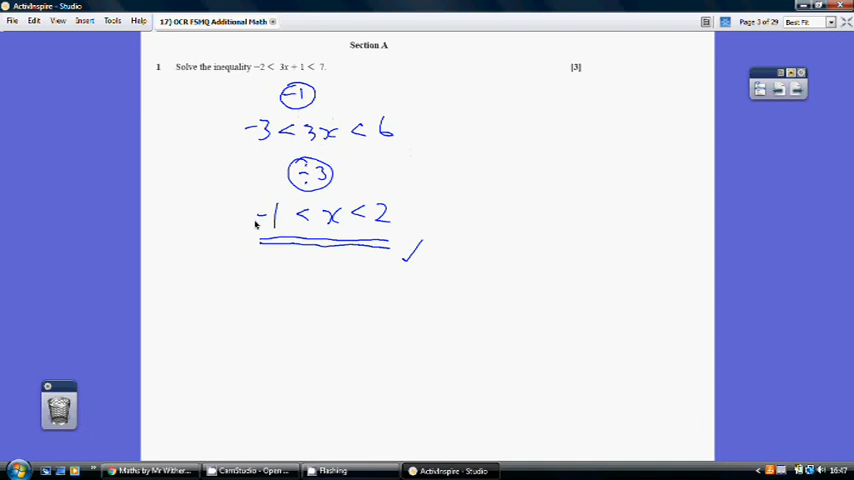 ActivInspire - Studio
File Edit View Insert Tools Help
17) OCR FSMQ Additional Math
Page 3 of 29
Best Fit
Section A
1 Solve the inequality −2 < 3x + 1 < 7. [3]
-1
-3 < 3x < 6
÷3
-1 < x < 2
Maths by Mr Wither...
CamStudio - Open ...
Flashing
ActivInspire - Studio
16:47